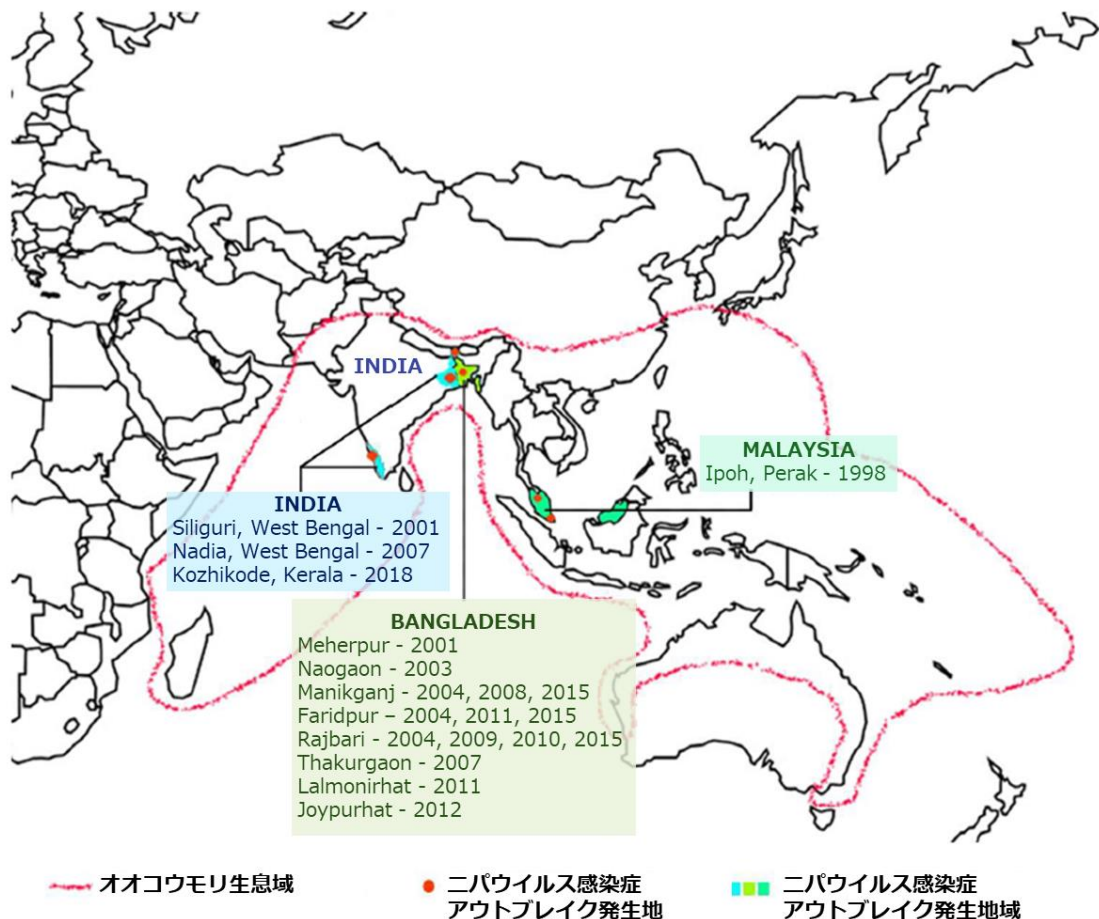 INDIA
MALAYSIA
Ipoh, Perak - 1998
INDIA
Siliguri, West Bengal - 2001
Nadia, West Bengal - 2007
Kozhikode, Kerala - 2018
BANGLADESH
Meherpur - 2001
Naogaon - 2003
Manikganj - 2004, 2008, 2015
Faridpur – 2004, 2011, 2015
Rajbari - 2004, 2009, 2010, 2015
Thakurgaon - 2007
Lalmonirhat - 2011
Joypurhat - 2012
オオコウモリ生息域
ニパウイルス感染症
アウトブレイク発生地
ニパウイルス感染症
アウトブレイク発生地域